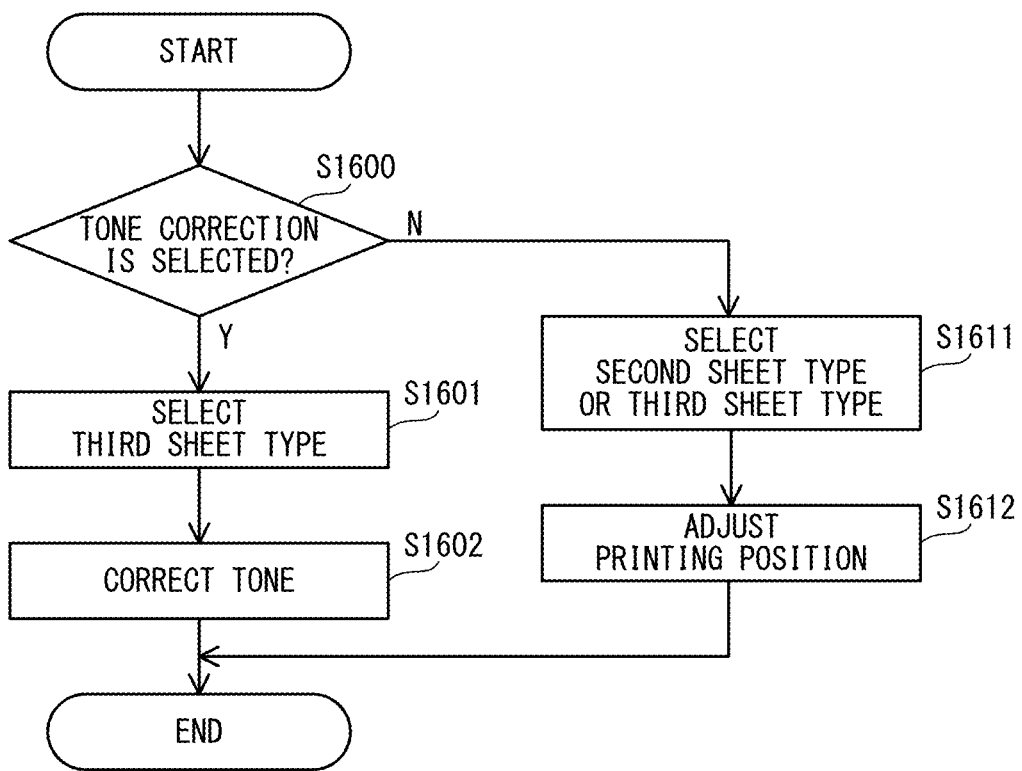 START
S1600
TONE CORRECTION
IS SELECTED?
N
Y
S1601
SELECT
THIRD SHEET TYPE
S1602
CORRECT TONE
S1611
SELECT
SECOND SHEET TYPE
OR THIRD SHEET TYPE
S1612
ADJUST
PRINTING POSITION
END